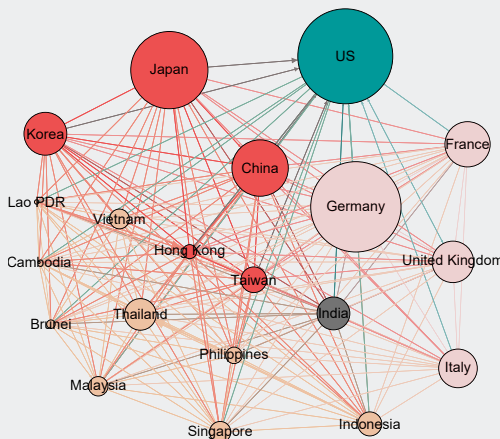 US
Japan
Korea
France
China
Lao PDR
Germany
Vietnam
Hong Kong
United Kingdom
Cambodia
Taiwan
Thailand
India
Brunei
Philippines
Italy
Malaysia
Indonesia
Singapore